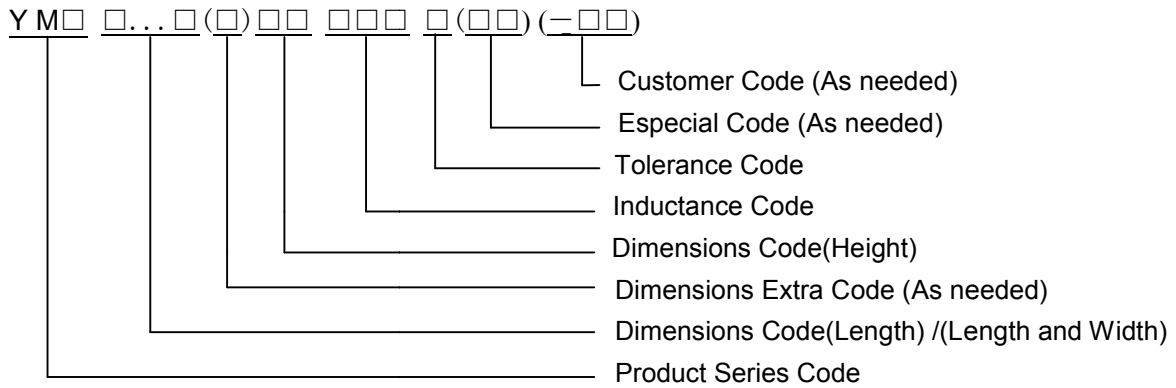 YM□ □...□(□)□□ □□□ □(□□)(-□□)
Customer Code (As needed)
Especial Code (As needed)
Tolerance Code
Inductance Code
Dimensions Code(Height)
Dimensions Extra Code (As needed)
Dimensions Code(Length) /(Length and Width)
Product Series Code